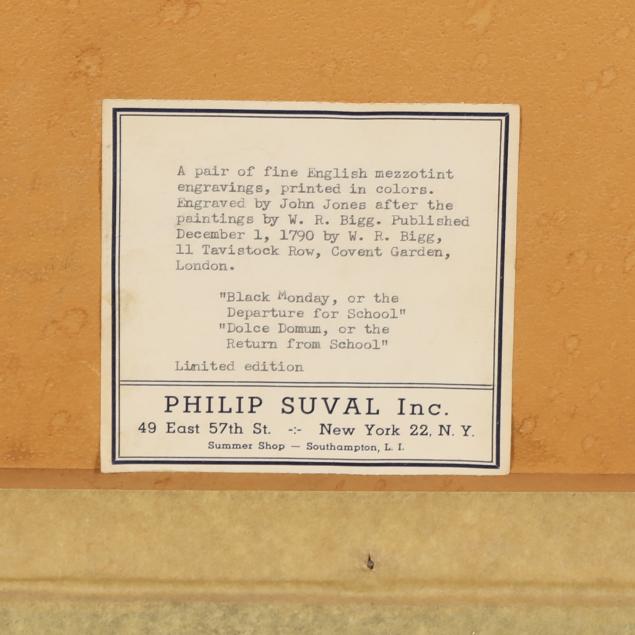 A pair of fine English mezzotint
engravings, printed in colors.
Engraved by John Jones after the
paintings by W. R. Bigg. Published
December 1, 1790 by W. R. Bigg,
11 Tavistock Row, Covent Garden,
London.
"Black Monday, or the
Departure for School"
"Dolce Domum, or the
Return from School"
Limited edition
PHILIP SUVAL Inc.
49 East 57th St. -:- New York 22, N. Y.
Summer Shop — Southampton, L. I.